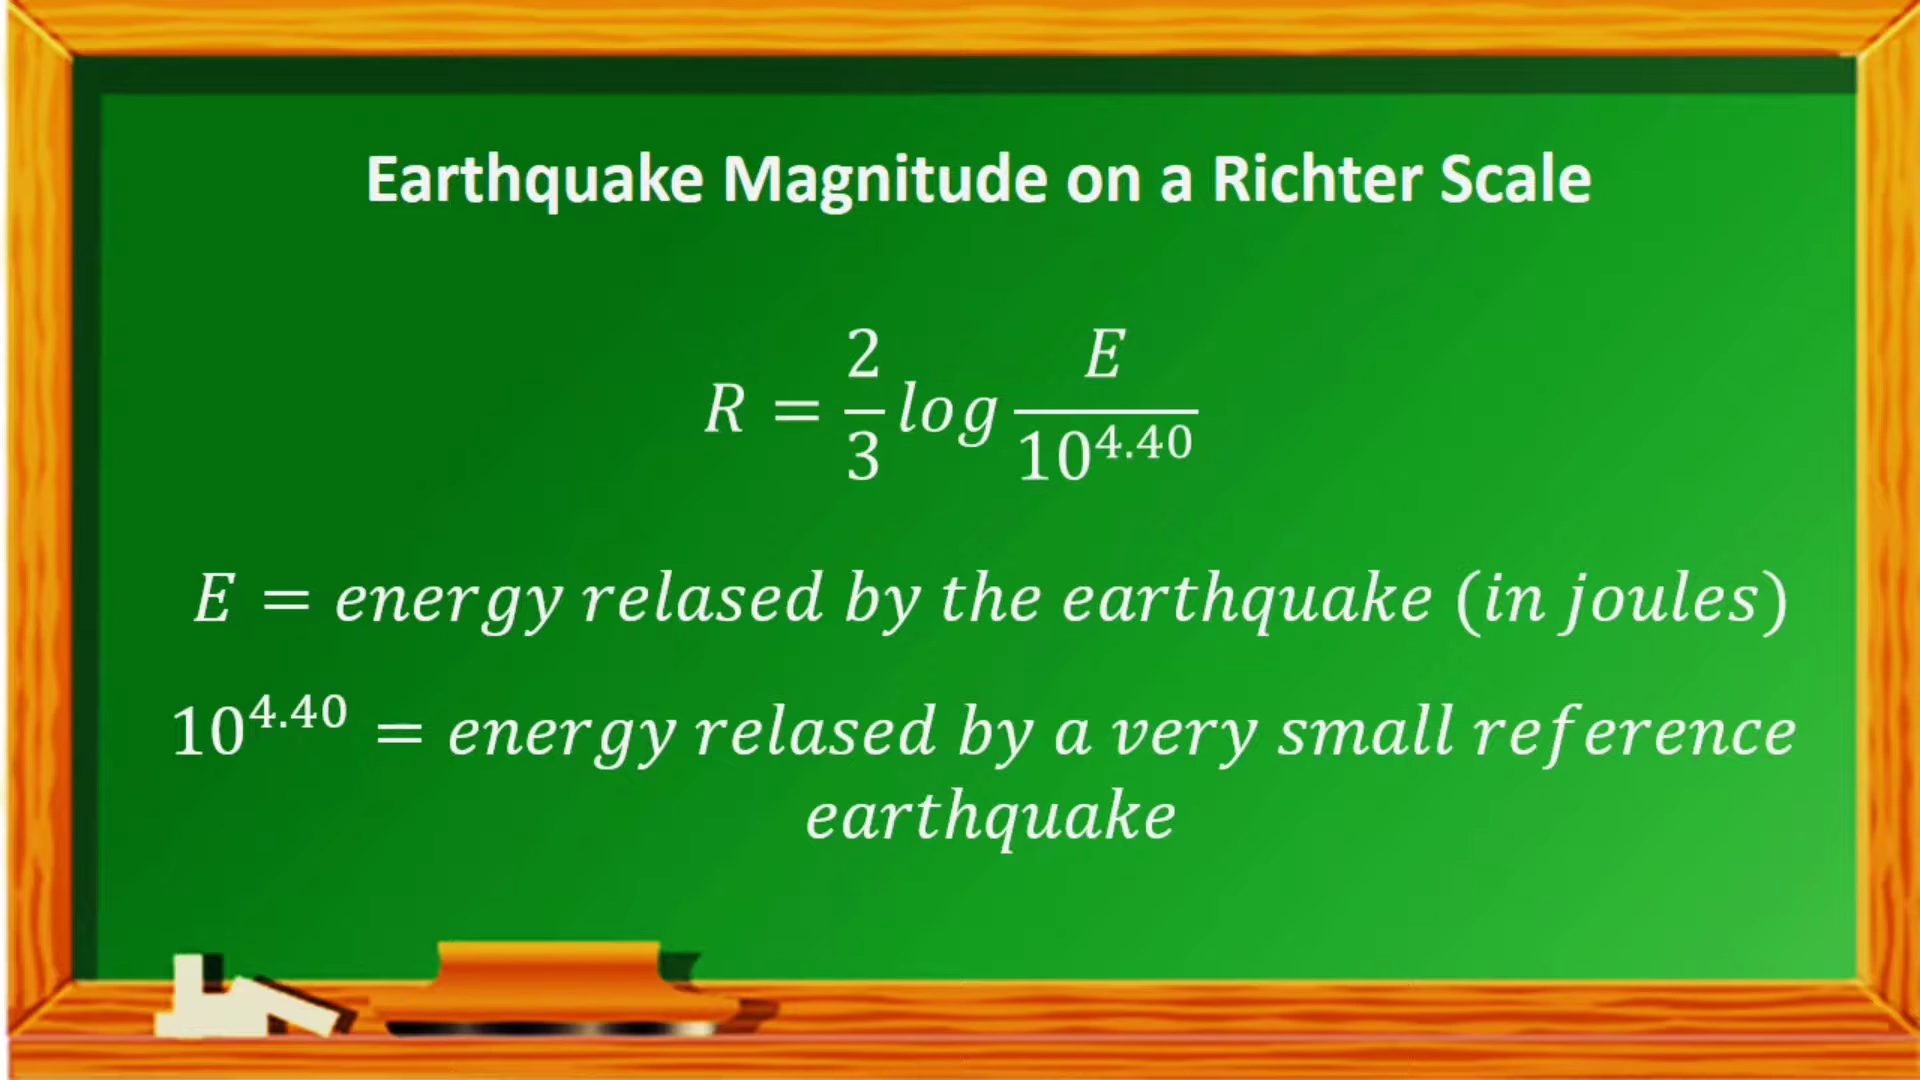 Earthquake Magnitude on a Richter Scale
R = 2/3 log E/10^4.40
E = energy relased by the earthquake (in joules)
10^4.40 = energy relased by a very small reference
earthquake